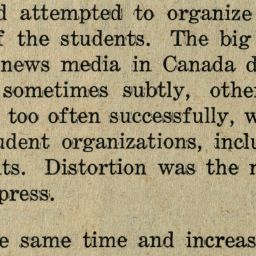 d attempted to organize
f the students. The big
news media in Canada d
sometimes subtly, othe
too often successfully, w
udent organizations, inclu
ts. Distortion was the r
press.
e same time and increas